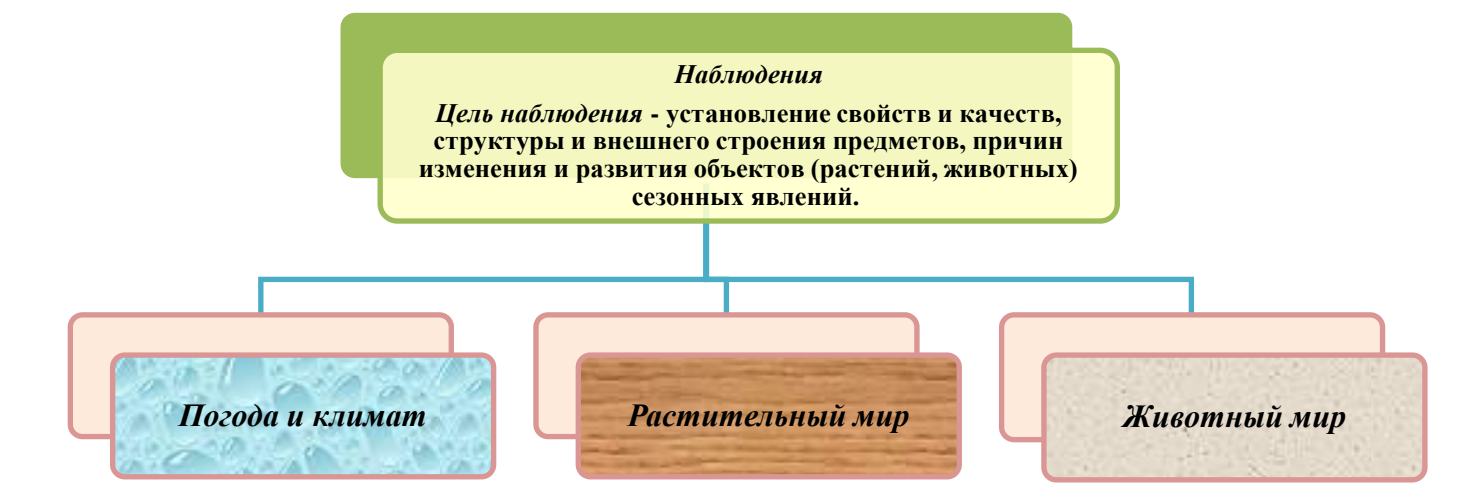 Наблюдения
Цель наблюдения - установление свойств и качеств,
структуры и внешнего строения предметов, причин
изменения и развития объектов (растений, животных)
сезонных явлений.
Погода и климат
Растительный мир
Животный мир